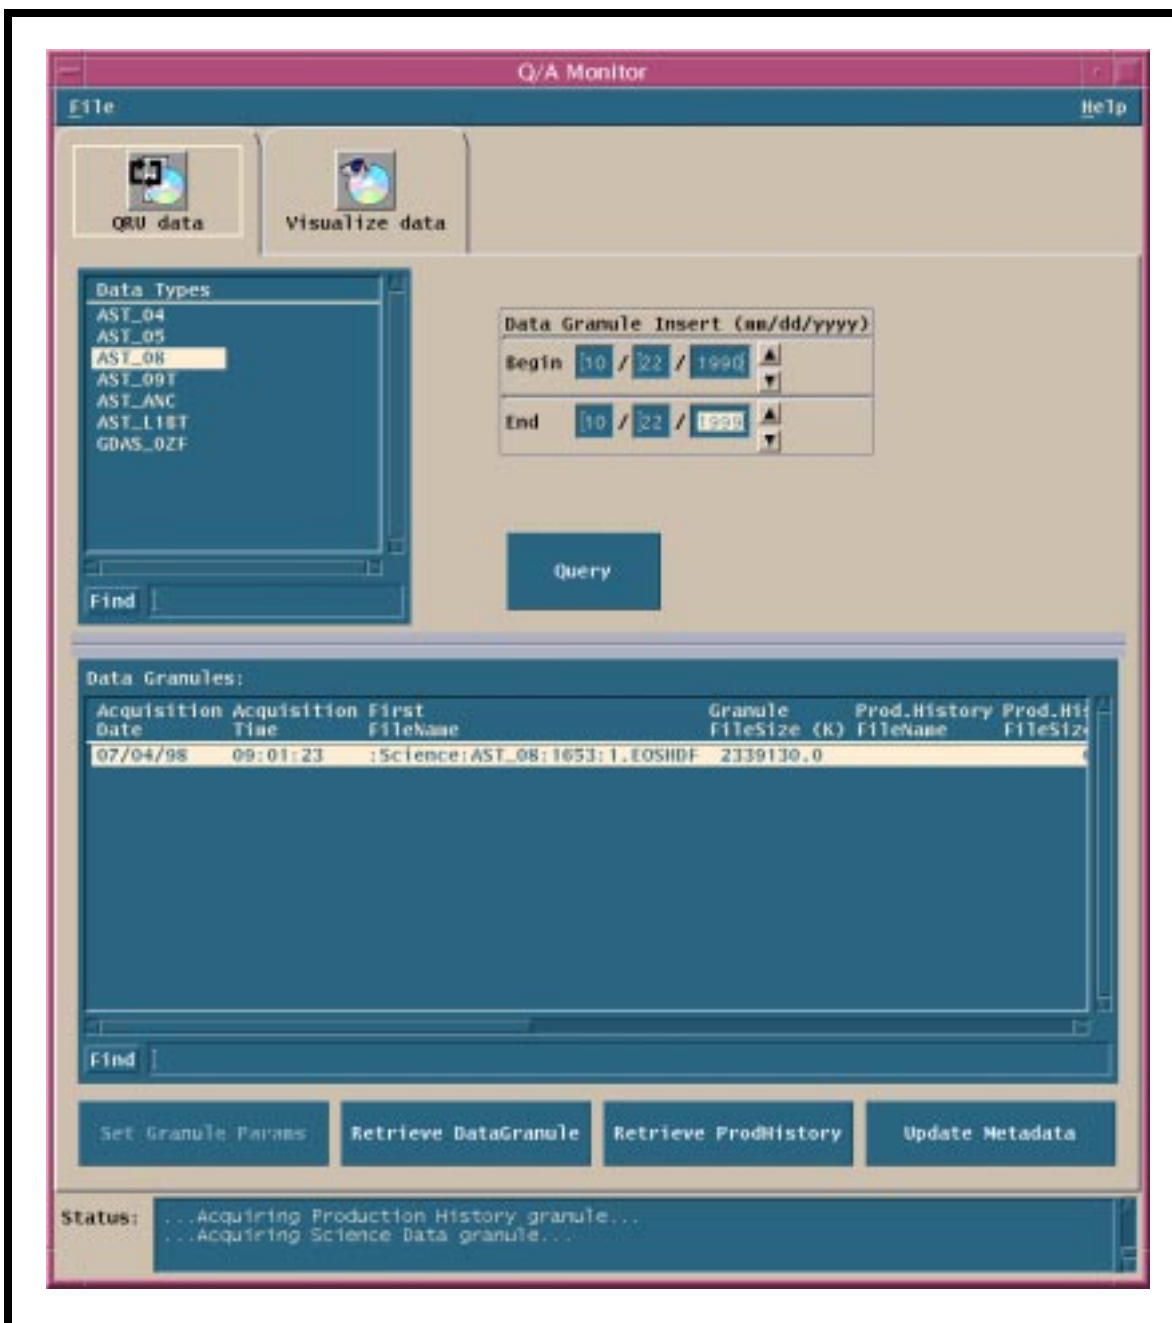 Q/A Monitor
File Help
QRU data
Visualize data
Data Types
AST_04
AST_05
AST_08
AST_09T
AST_ANC
AST_L1BT
GDAS_0ZF
Find
Data Granule Insert (mm/dd/yyyy)
Begin 10 / 22 / 1990
End 10 / 22 /
Query
Data Granules:
Acquisition Acquisition First Granule Prod.History Prod.His
Date Time FileName FileSize (K) FileName FileSize
07/04/98 09:01:23 :Science:AST_08:1653:1.EOSHDF 2339130.0
Find
Set Granule Params Retrieve DataGranule Retrieve ProdHistory Update Metadata
Status: ...Acquiring Production History granule...
...Acquiring Science Data granule...